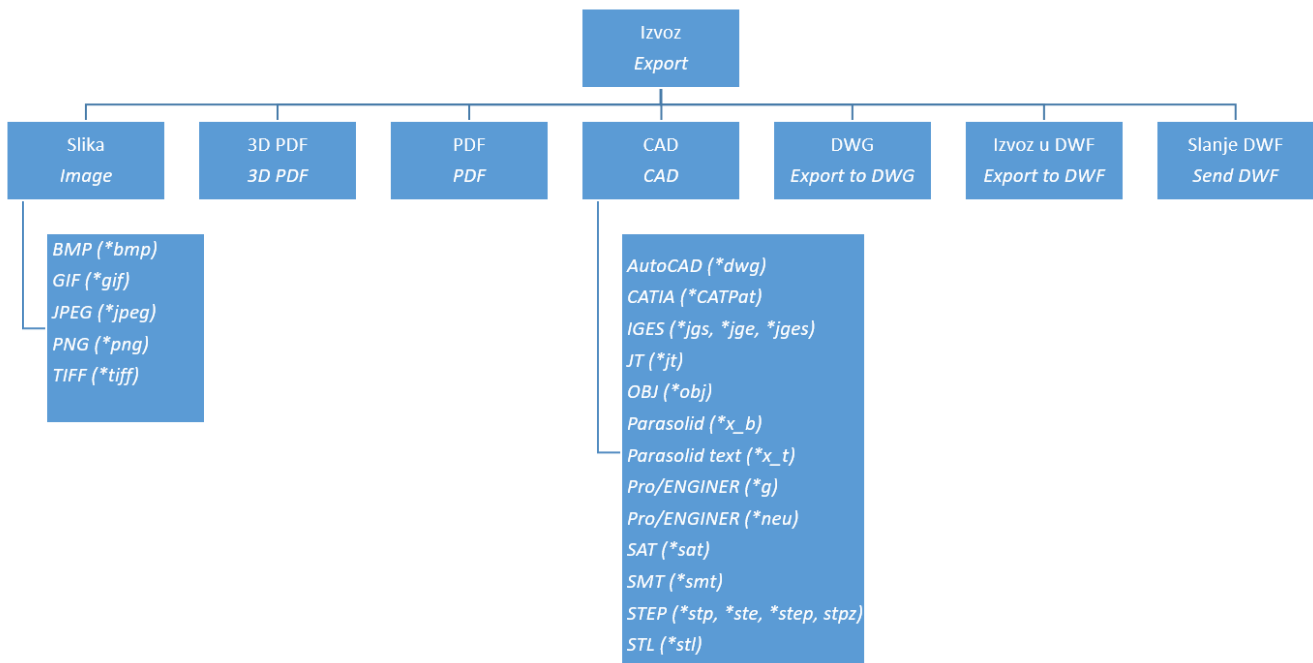 Izvoz
Export
Slika
Image
3D PDF
3D PDF
PDF
PDF
CAD
CAD
DWG
Export to DWG
Izvoz u DWF
Export to DWF
Slanje DWF
Send DWF
BMP (*bmp)
GIF (*gif)
JPEG (*jpeg)
PNG (*png)
TIFF (*tiff)
AutoCAD (*dwg)
CATIA (*CATPat)
IGES (*jgs, *jge, *jges)
JT (*jt)
OBJ (*obj)
Parasolid (*x_b)
Parasolid text (*x_t)
Pro/ENGINER (*g)
Pro/ENGINER (*neu)
SAT (*sat)
SMT (*smt)
STEP (*stp, *ste, *step, stpz)
STL (*stl)